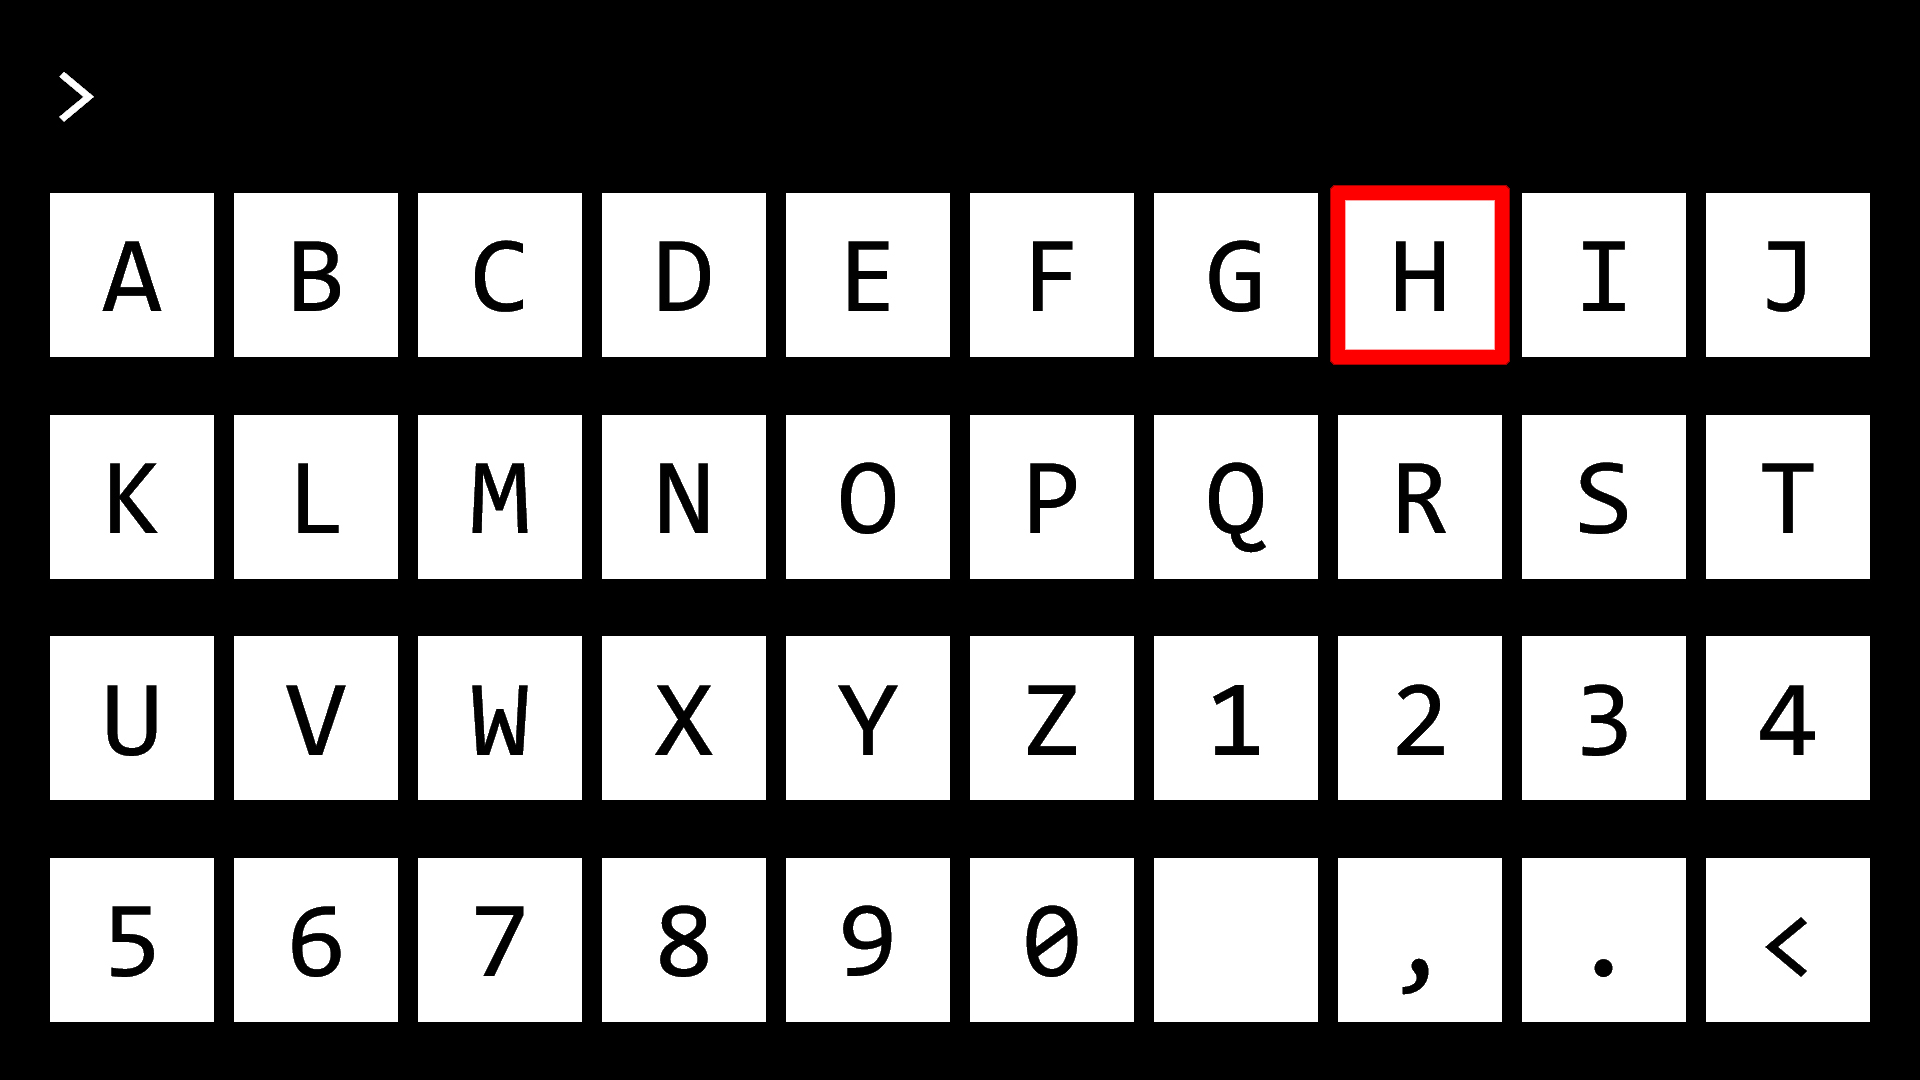 >
A B C D E F G H I J
K L M N O P Q R S T
U V W X Y Z 1 2 3 4
5 6 7 8 9 0 , . <